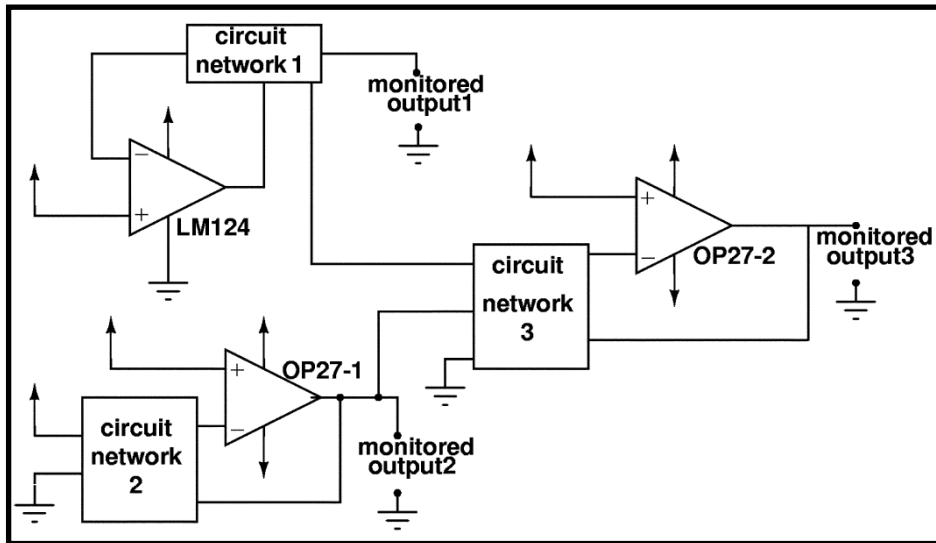 circuit
network 1
monitored
output1
−
+
LM124
+
−
OP27-2
monitored
output3
circuit
network
3
+
−
OP27-1
circuit
network
2
monitored
output2